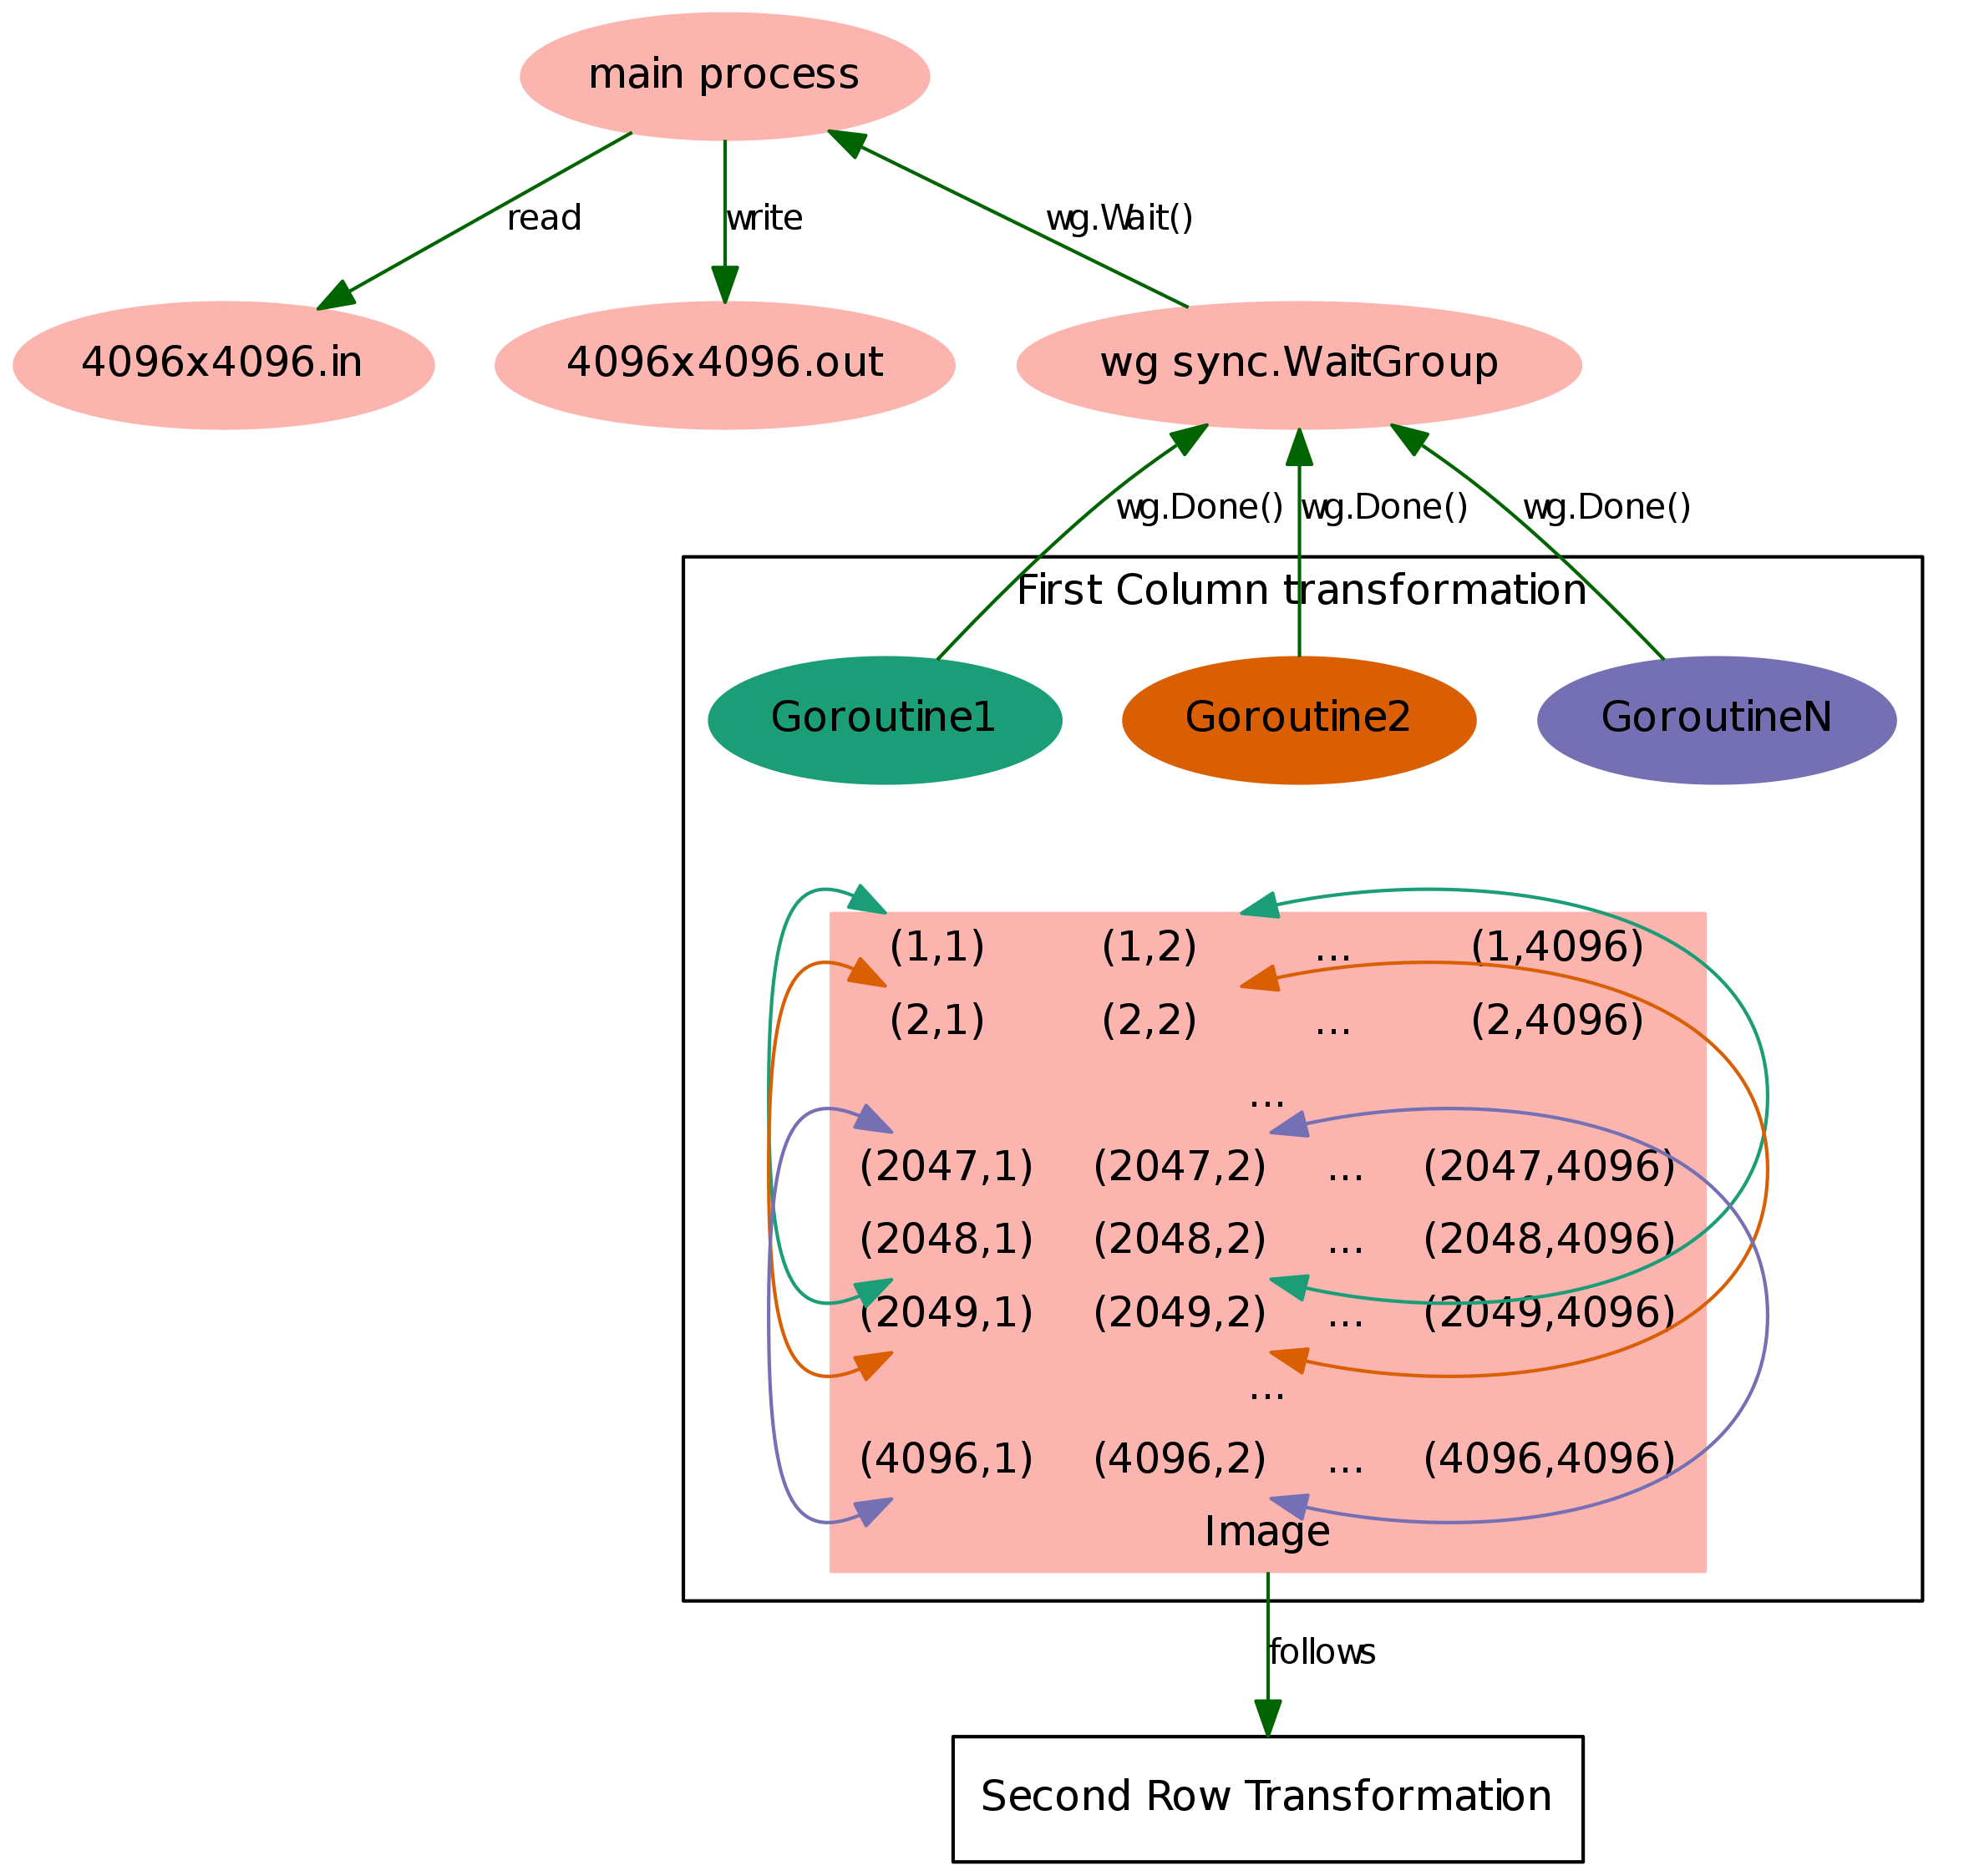 main process
read
write
wg.Wait()
4096x4096.in
4096x4096.out
wg sync.WaitGroup
wg.Done()
wg.Done()
wg.Done()
First Column transformation
Goroutine1
Goroutine2
GoroutineN
(1,1) (1,2) ... (1,4096)
(2,1) (2,2) ... (2,4096)
...
(2047,1) (2047,2) ... (2047,4096)
(2048,1) (2048,2) ... (2048,4096)
(2049,1) (2049,2) ... (2049,4096)
...
(4096,1) (4096,2) ... (4096,4096)
Image
follows
Second Row Transformation